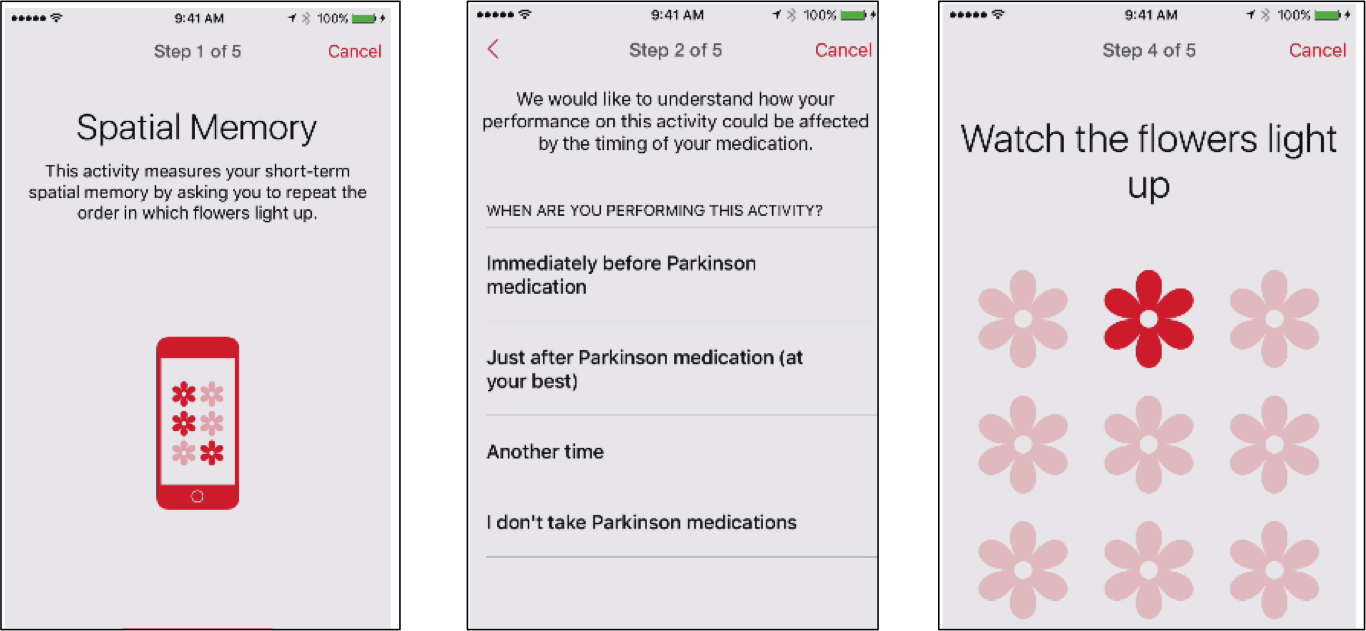 9:41 AM
100%
Step 1 of 5
Cancel
Spatial Memory
This activity measures your short-term
spatial memory by asking you to repeat the
order in which flowers light up.
9:41 AM
100%
Step 2 of 5
Cancel
We would like to understand how your
performance on this activity could be affected
by the timing of your medication.
WHEN ARE YOU PERFORMING THIS ACTIVITY?
Immediately before Parkinson
medication
Just after Parkinson medication (at
your best)
Another time
I don't take Parkinson medications
9:41 AM
100%
Step 4 of 5
Cancel
Watch the flowers light
up